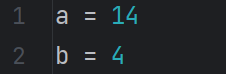 1 a = 14
2 b = 4